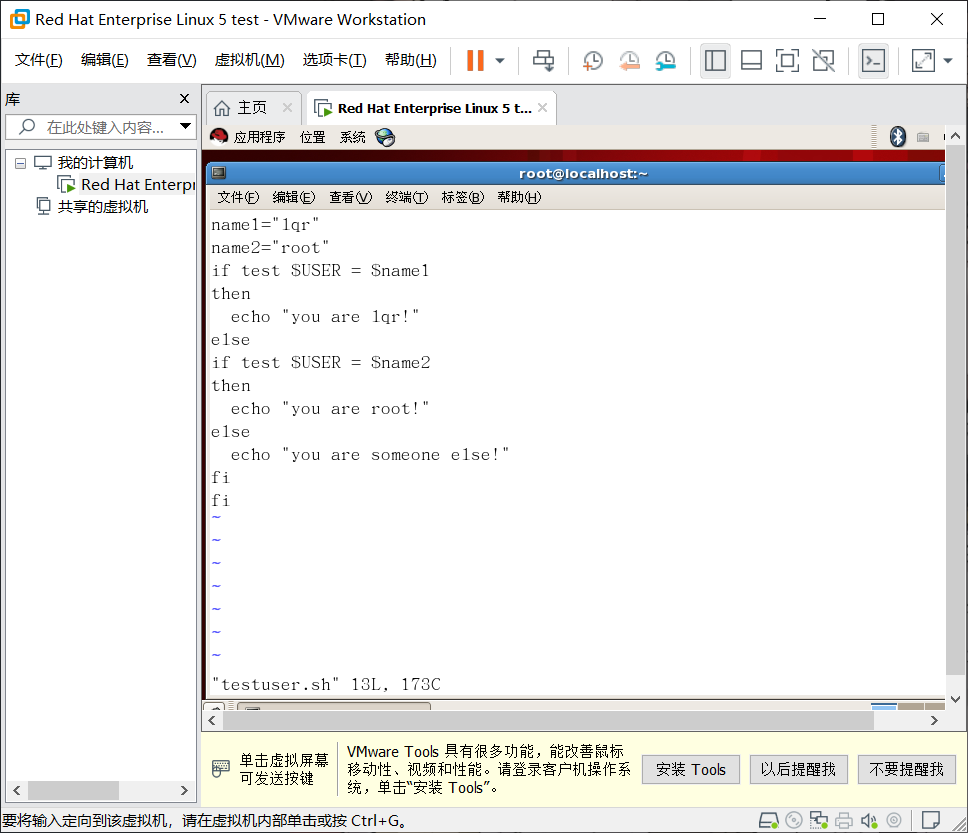 Red Hat Enterprise Linux 5 test - VMware Workstation
文件(F) 编辑(E) 查看(V) 虚拟机(M) 选项卡(T) 帮助(H)
库
在此处键入内容...
我的计算机
Red Hat Enterpr
共享的虚拟机
主页
Red Hat Enterprise Linux 5 t...
应用程序 位置 系统
root@localhost:~
文件(F) 编辑(E) 查看(V) 终端(T) 标签(B) 帮助(H)
name1="lqr"
name2="root"
if test $USER = $name1
then
  echo "you are lqr!"
else
if test $USER = $name2
then
  echo "you are root!"
else
  echo "you are someone else!"
fi
fi
~
~
~
~
~
~
~
"testuser.sh" 13L, 173C
单击虚拟屏幕
可发送按键
VMware Tools 具有很多功能，能改善鼠标
移动性、视频和性能。请登录客户机操作系
统，单击“安装 Tools”。
安装 Tools
以后提醒我
不要提醒我
要将输入定向到该虚拟机，请在虚拟机内部单击或按 Ctrl+G。